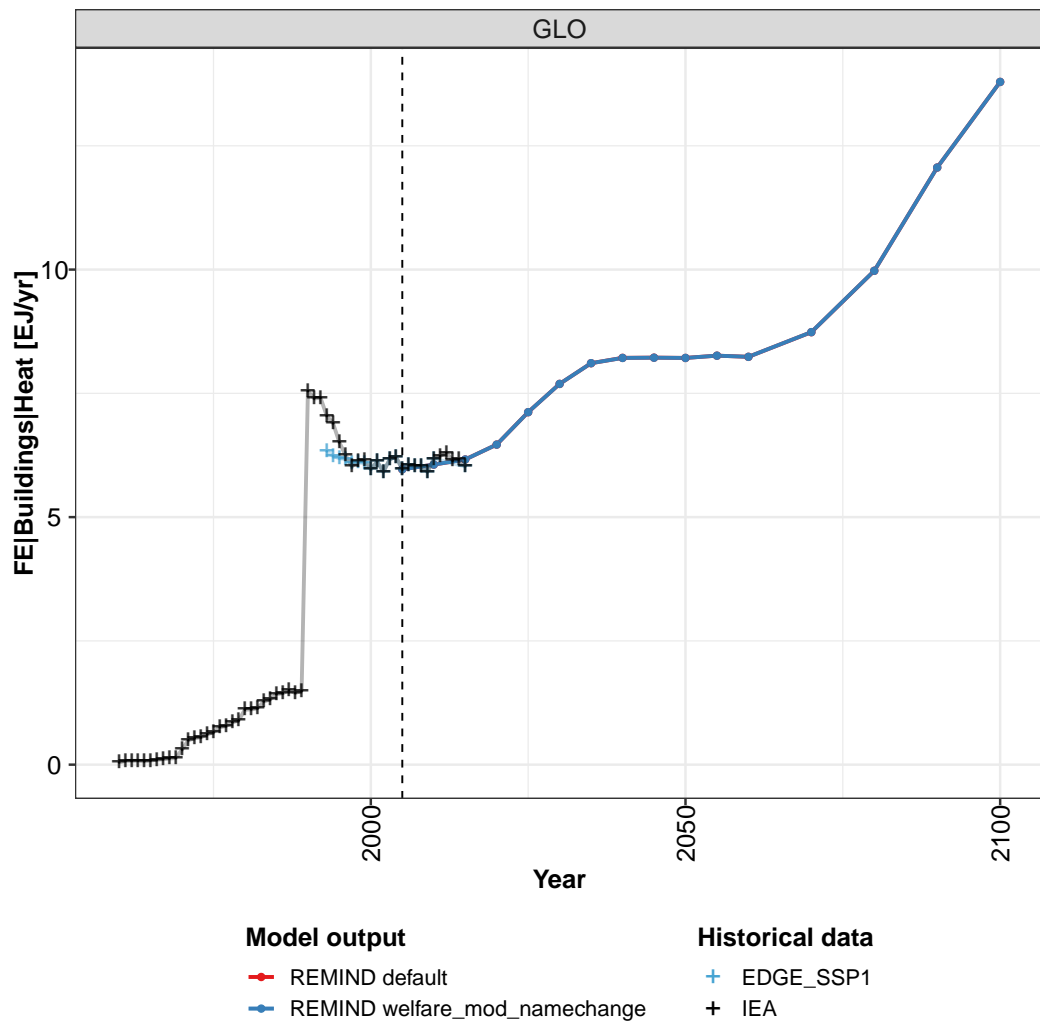 GLO
FE|Buildings|Heat [EJ/yr]
10
5
0
2000
2050
2100
Year
Model output
REMIND default
REMIND welfare_mod_namechange
Historical data
EDGE_SSP1
IEA